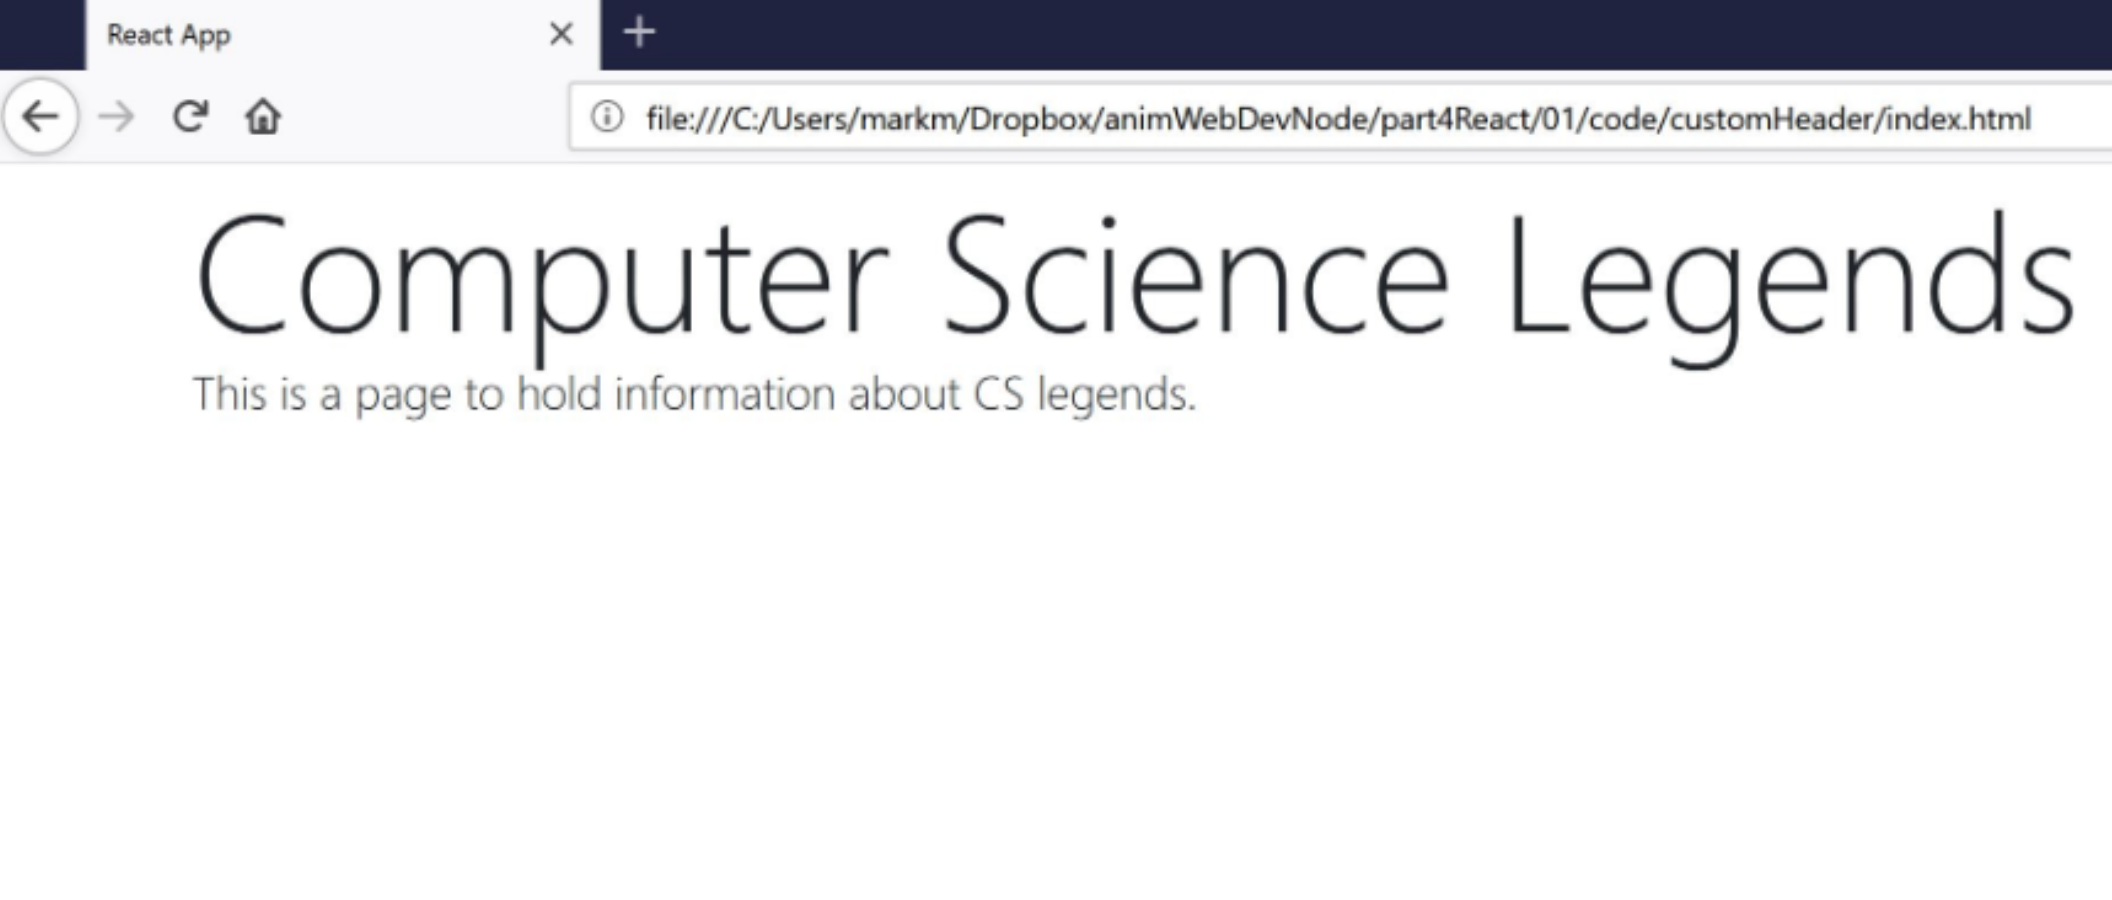 React App
file:///C:/Users/markm/Dropbox/animWebDevNode/part4React/01/code/customHeader/index.html
Computer Science Legends
This is a page to hold information about CS legends.